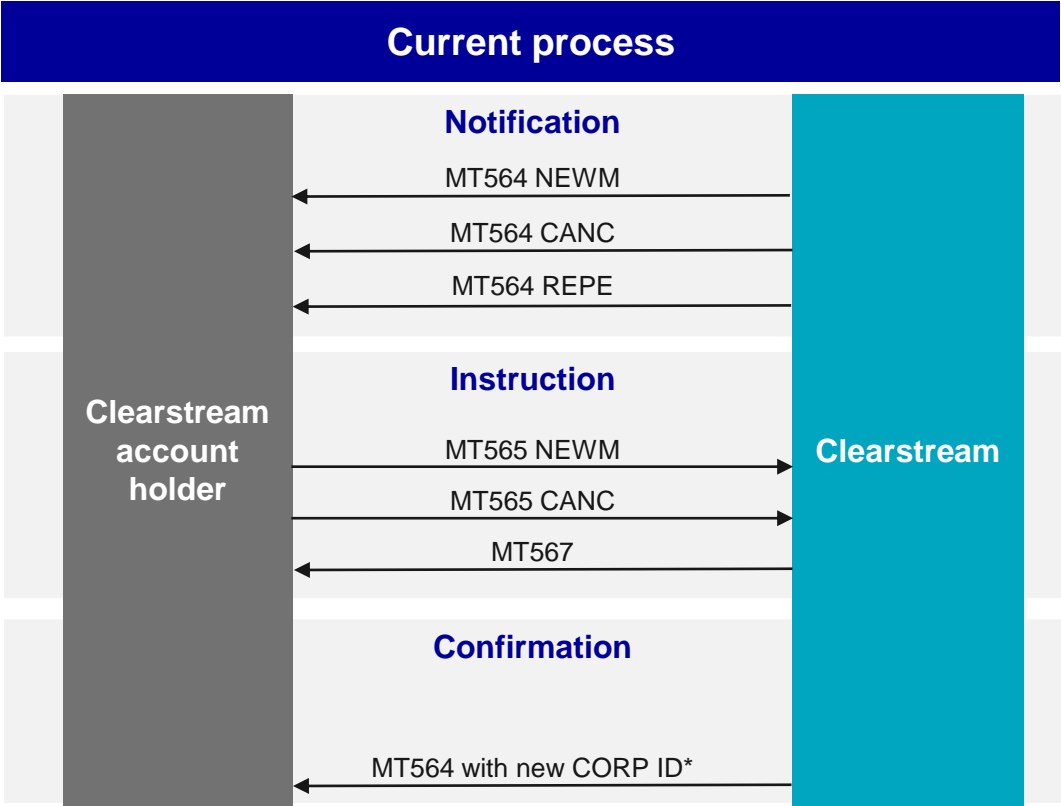 Current process
Notification
MT564 NEWM
MT564 CANC
MT564 REPE
Instruction
Clearstream
account
holder
MT565 NEWM
Clearstream
MT565 CANC
MT567
Confirmation
MT564 with new CORP ID*